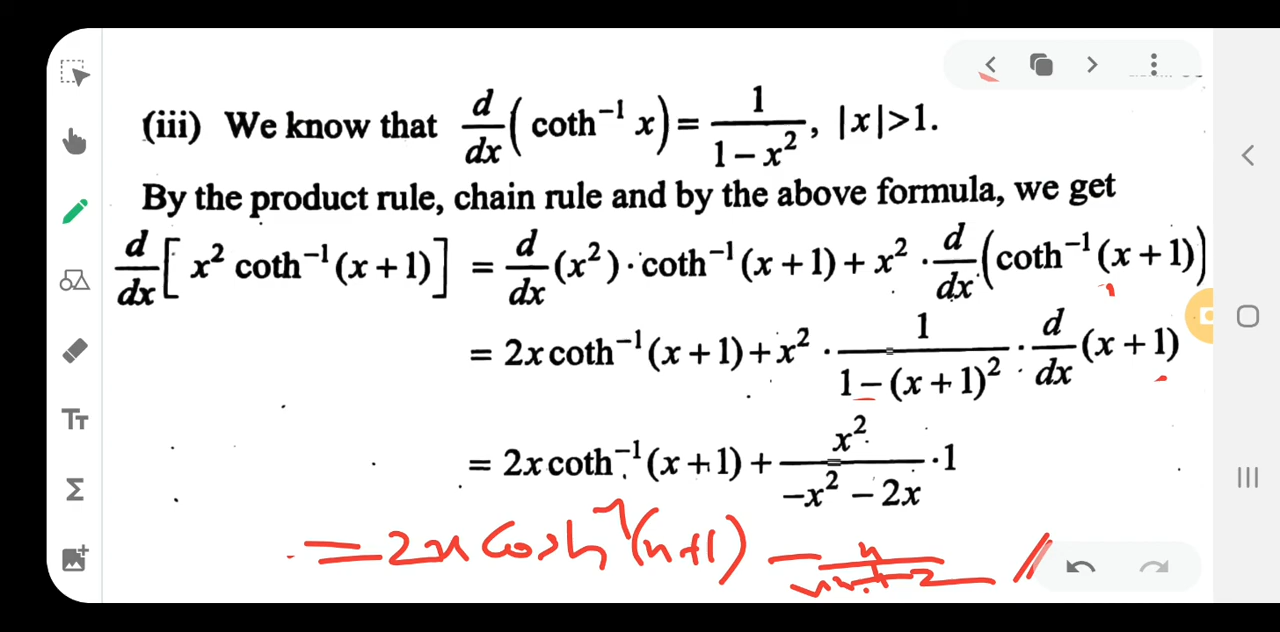 (iii) We know that d/dx ( coth⁻¹ x ) = 1/(1 − x²), |x|>1.
By the product rule, chain rule and by the above formula, we get
d/dx [ x² coth⁻¹ (x + 1) ] = d/dx (x²) · coth⁻¹ (x + 1) + x² · d/dx (coth⁻¹ (x + 1))
= 2x coth⁻¹ (x + 1) + x² · 1/(1 − (x + 1)²) · d/dx (x + 1)
= 2x coth⁻¹ (x + 1) + x²/(−x² − 2x) · 1
= 2x Cosh⁻¹ (x+1) −
Tт
Σ